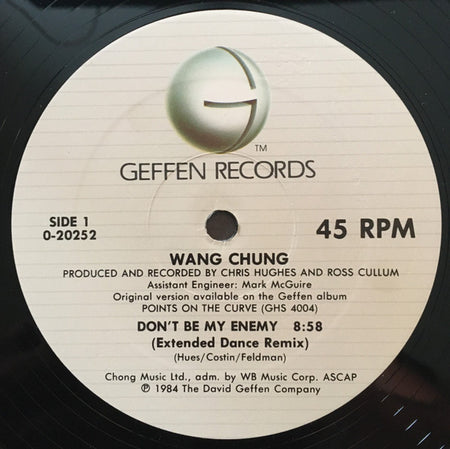 TM
GEFFEN RECORDS
SIDE 1
0-20252
45 RPM
WANG CHUNG
PRODUCED AND RECORDED BY CHRIS HUGHES AND ROSS CULLUM
Assistant Engineer: Mark McGuire
Original version available on the Geffen album
POINTS ON THE CURVE (GHS 4004)
DON'T BE MY ENEMY 8:58
(Extended Dance Remix)
(Hues/Costin/Feldman)
Chong Music Ltd., adm. by WB Music Corp. ASCAP
℗ 1984 The David Geffen Company